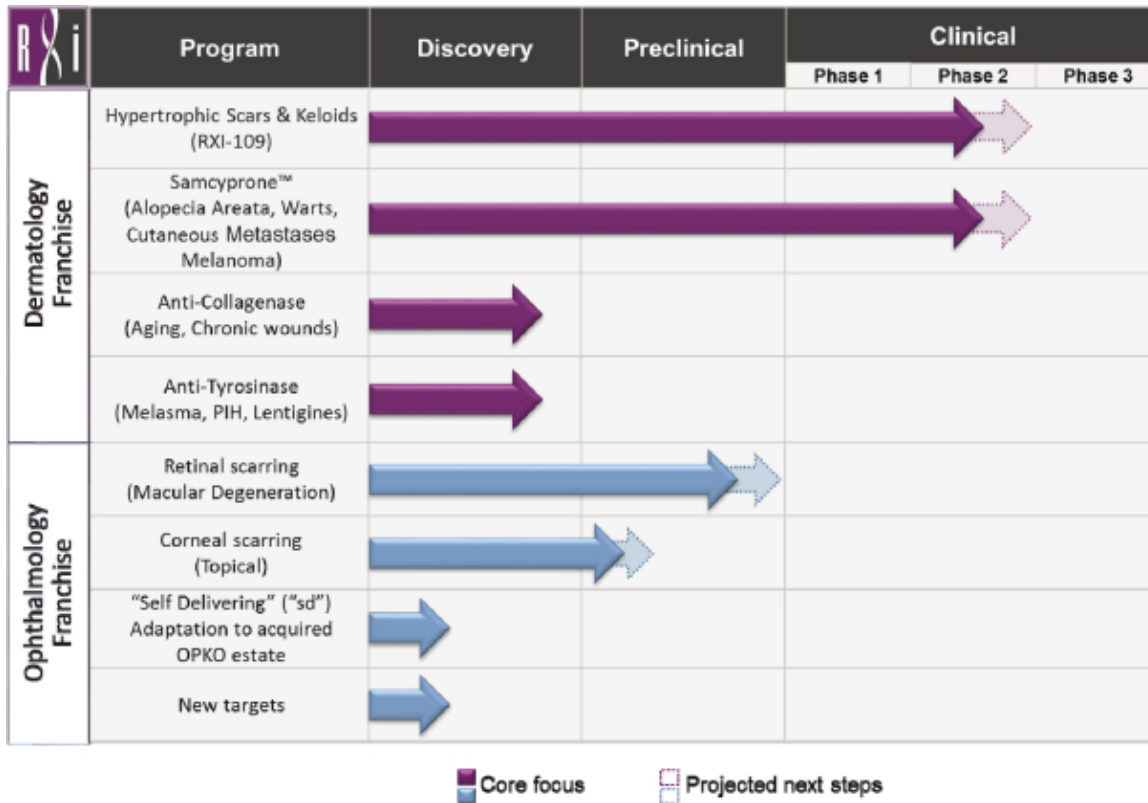 RXi
Program
Discovery
Preclinical
Clinical
Phase 1
Phase 2
Phase 3
Dermatology
Franchise
Hypertrophic Scars & Keloids
(RXI-109)
Samcyprone™
(Alopecia Areata, Warts,
Cutaneous Metastases
Melanoma)
Anti-Collagenase
(Aging, Chronic wounds)
Anti-Tyrosinase
(Melasma, PIH, Lentigines)
Ophthalmology
Franchise
Retinal scarring
(Macular Degeneration)
Corneal scarring
(Topical)
“Self Delivering” (“sd”)
Adaptation to acquired
OPKO estate
New targets
Core focus
Projected next steps